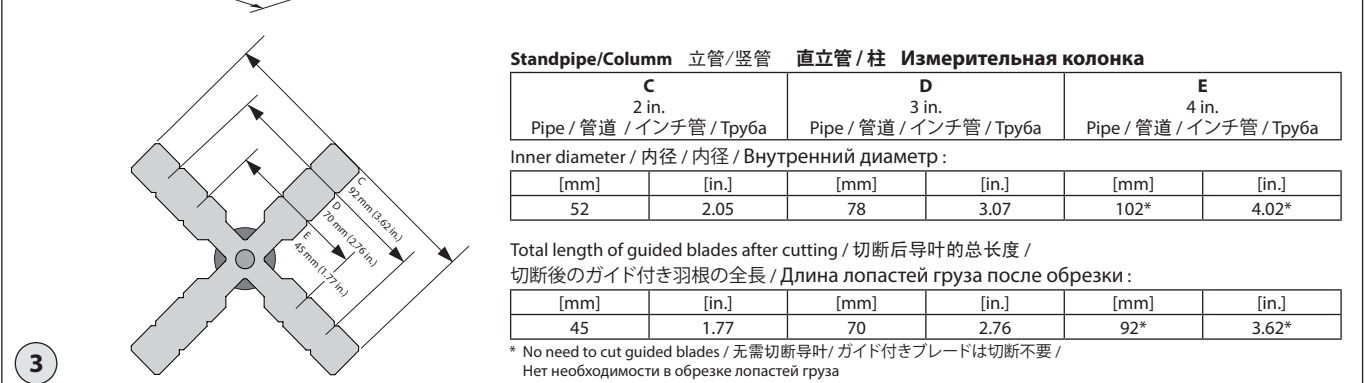 C
92 mm (3.62 in.)
D
70 mm (2.76 in.)
E
45 mm (1.77 in.)
3
Standpipe/Columm 立管/竖管 直立管 / 柱 Измерительная колонка
C D E
2 in. 3 in. 4 in.
Pipe / 管道 / インチ管 / Труба Pipe / 管道 / インチ管 / Труба Pipe / 管道 / インチ管 / Труба
Inner diameter / 内径 / 内径 / Внутренний диаметр :
[mm] [in.] [mm] [in.] [mm] [in.]
52 2.05 78 3.07 102* 4.02*
Total length of guided blades after cutting / 切断后导叶的总长度 /
切断後のガイド付き羽根の全長 / Длина лопастей груза после обрезки :
[mm] [in.] [mm] [in.] [mm] [in.]
45 1.77 70 2.76 92* 3.62*
* No need to cut guided blades / 无需切断导叶/ ガイド付きブレードは切断不要 /
Нет необходимости в обрезке лопастей груза